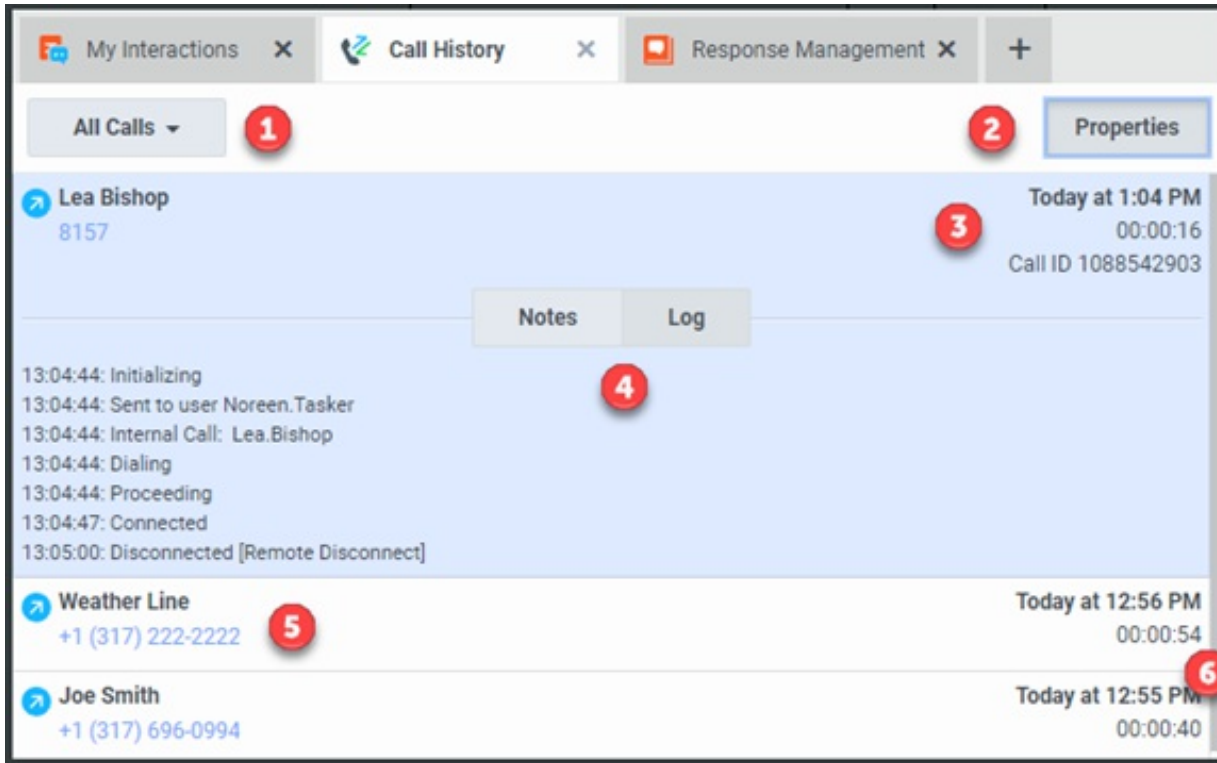 My Interactions × Call History × Response Management × +
All Calls 1 2 Properties
Lea Bishop Today at 1:04 PM
8157 3 00:00:16
Call ID 1088542903
Notes Log
4
13:04:44: Initializing
13:04:44: Sent to user Noreen.Tasker
13:04:44: Internal Call: Lea.Bishop
13:04:44: Dialing
13:04:44: Proceeding
13:04:47: Connected
13:05:00: Disconnected [Remote Disconnect]
Weather Line Today at 12:56 PM
+1 (317) 222-2222 5 00:00:54
6
Joe Smith Today at 12:55 PM
+1 (317) 696-0994 00:00:40